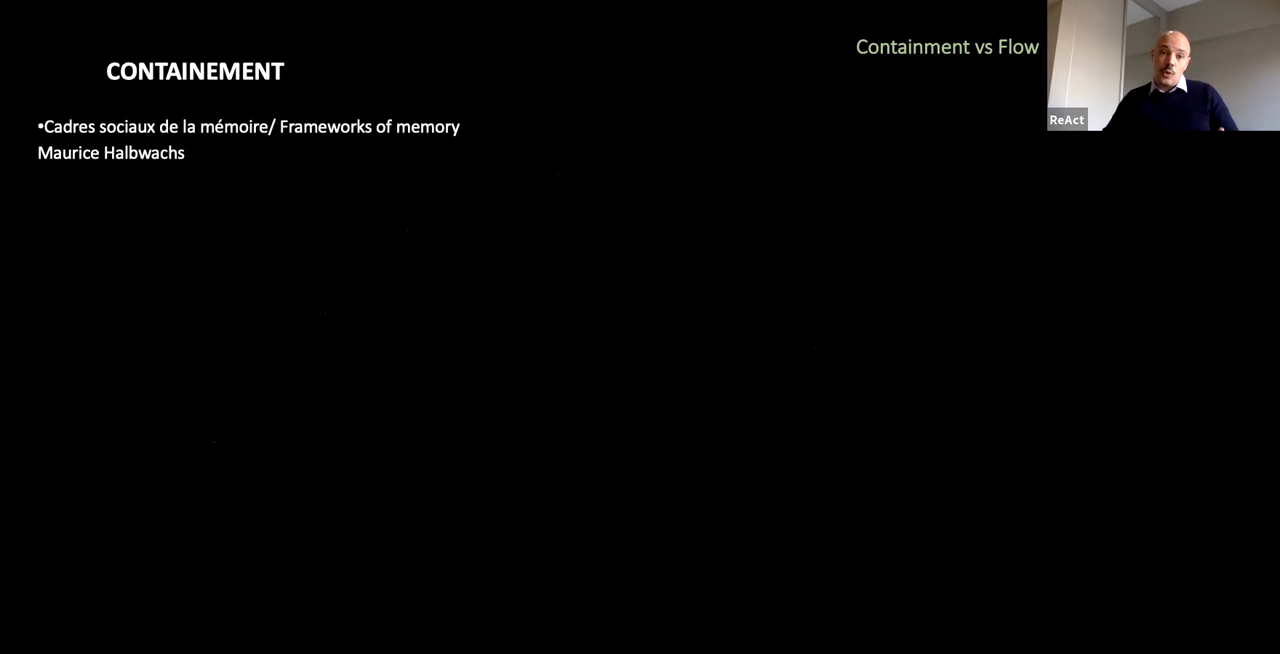 Containment vs Flow
CONTAINEMENT
•Cadres sociaux de la mémoire/ Frameworks of memory
Maurice Halbwachs
ReAct